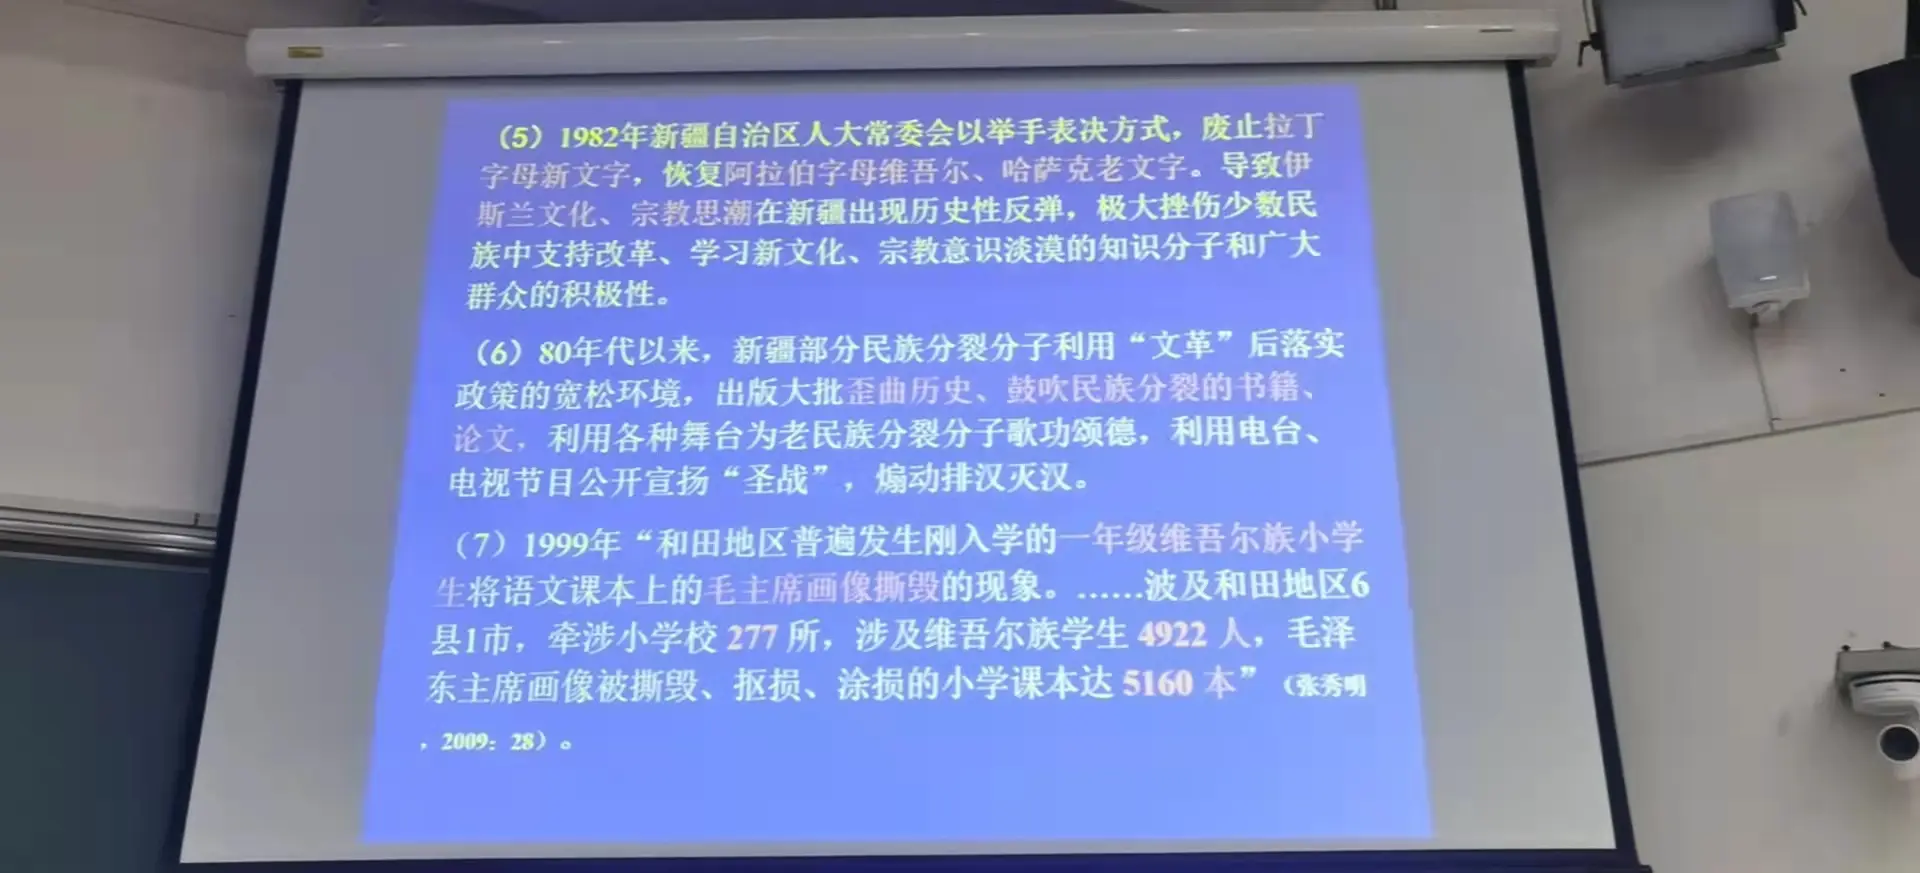 （5）1982年新疆自治区人大常委会以举手表决方式，废止拉丁
字母新文字，恢复阿拉伯字母维吾尔、哈萨克老文字。导致伊
斯兰文化、宗教思潮在新疆出现历史性反弹，极大挫伤少数民
族中支持改革、学习新文化、宗教意识淡漠的知识分子和广大
群众的积极性。
（6）80年代以来，新疆部分民族分裂分子利用“文革”后落实
政策的宽松环境，出版大批歪曲历史、鼓吹民族分裂的书籍、
论文，利用各种舞台为老民族分裂分子歌功颂德，利用电台、
电视节目公开宣扬“圣战”，煽动排汉灭汉。
（7）1999年“和田地区普遍发生刚入学的一年级维吾尔族小学
生将语文课本上的毛主席画像撕毁的现象。……波及和田地区6
县1市，牵涉小学校 277 所，涉及维吾尔族学生 4922 人，毛泽
东主席画像被撕毁、抠损、涂损的小学课本达 5160 本”（张秀明
，2009：28）。